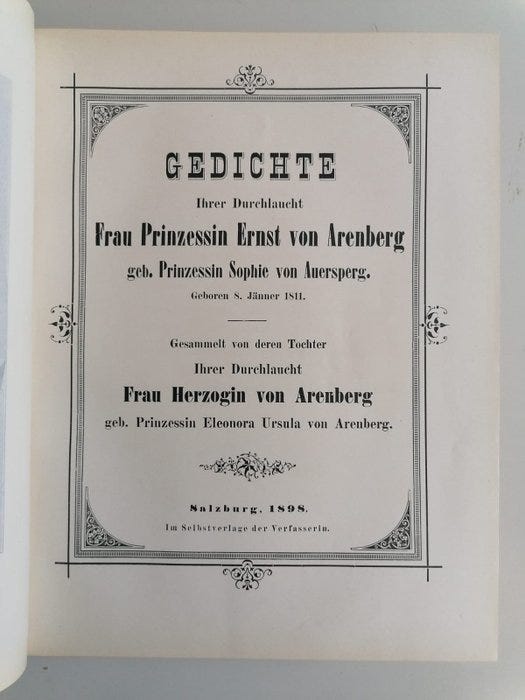 GEDICHTE
Ihrer Durchlaucht
Frau Prinzessin Ernst von Arenberg
geb. Prinzessin Sophie von Auersperg.
Geboren 8. Jänner 1811.
Gesammelt von deren Tochter
Ihrer Durchlaucht
Frau Herzogin von Arenberg
geb. Prinzessin Eleonora Ursula von Arenberg.
Salzburg, 1898.
Im Selbstverlage der Verfasserin.